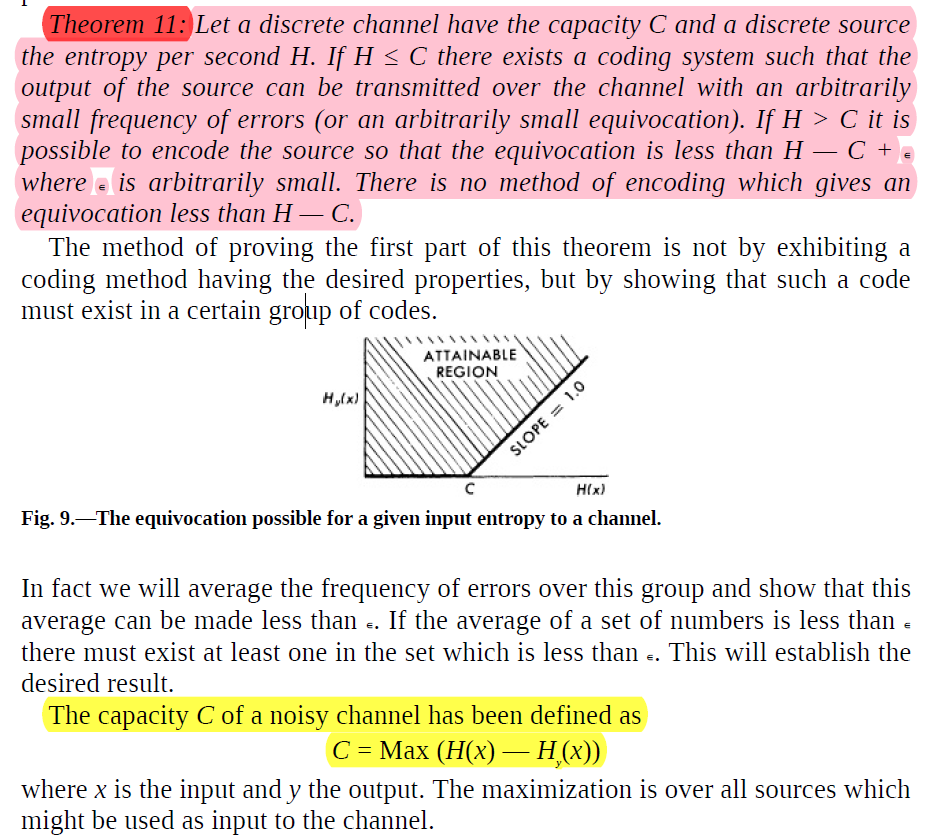 Theorem 11: Let a discrete channel have the capacity C and a discrete source
the entropy per second H. If H ≤ C there exists a coding system such that the
output of the source can be transmitted over the channel with an arbitrarily
small frequency of errors (or an arbitrarily small equivocation). If H > C it is
possible to encode the source so that the equivocation is less than H — C + ϵ
where ϵ is arbitrarily small. There is no method of encoding which gives an
equivocation less than H — C.
The method of proving the first part of this theorem is not by exhibiting a
coding method having the desired properties, but by showing that such a code
must exist in a certain group of codes.
ATTAINABLE
REGION
Hy(x)
SLOPE = 1.0
C
H(x)
Fig. 9.—The equivocation possible for a given input entropy to a channel.
In fact we will average the frequency of errors over this group and show that this
average can be made less than ϵ. If the average of a set of numbers is less than ϵ
there must exist at least one in the set which is less than ϵ. This will establish the
desired result.
The capacity C of a noisy channel has been defined as
C = Max (H(x) — Hy(x))
where x is the input and y the output. The maximization is over all sources which
might be used as input to the channel.